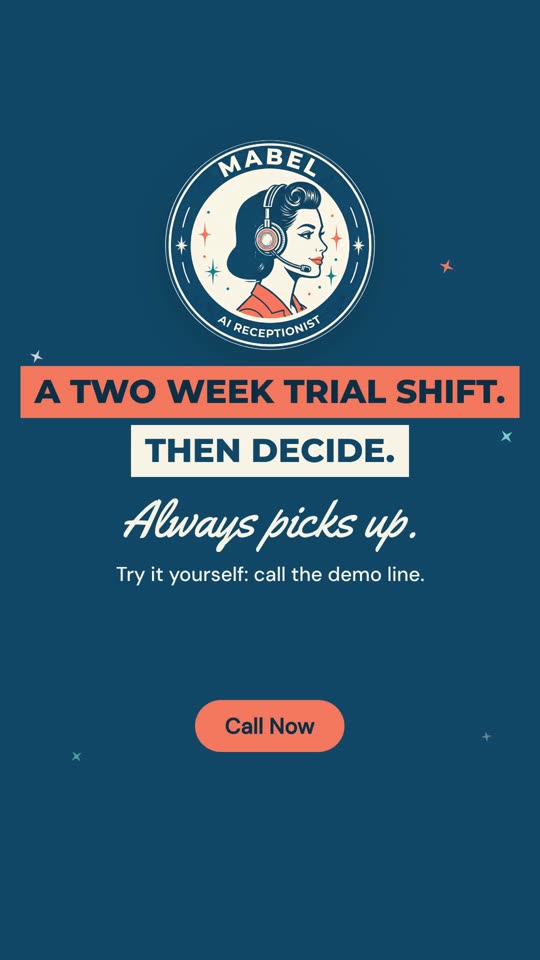 MABEL
AI RECEPTIONIST
A TWO WEEK TRIAL SHIFT.
THEN DECIDE.
Always picks up.
Try it yourself: call the demo line.
Call Now